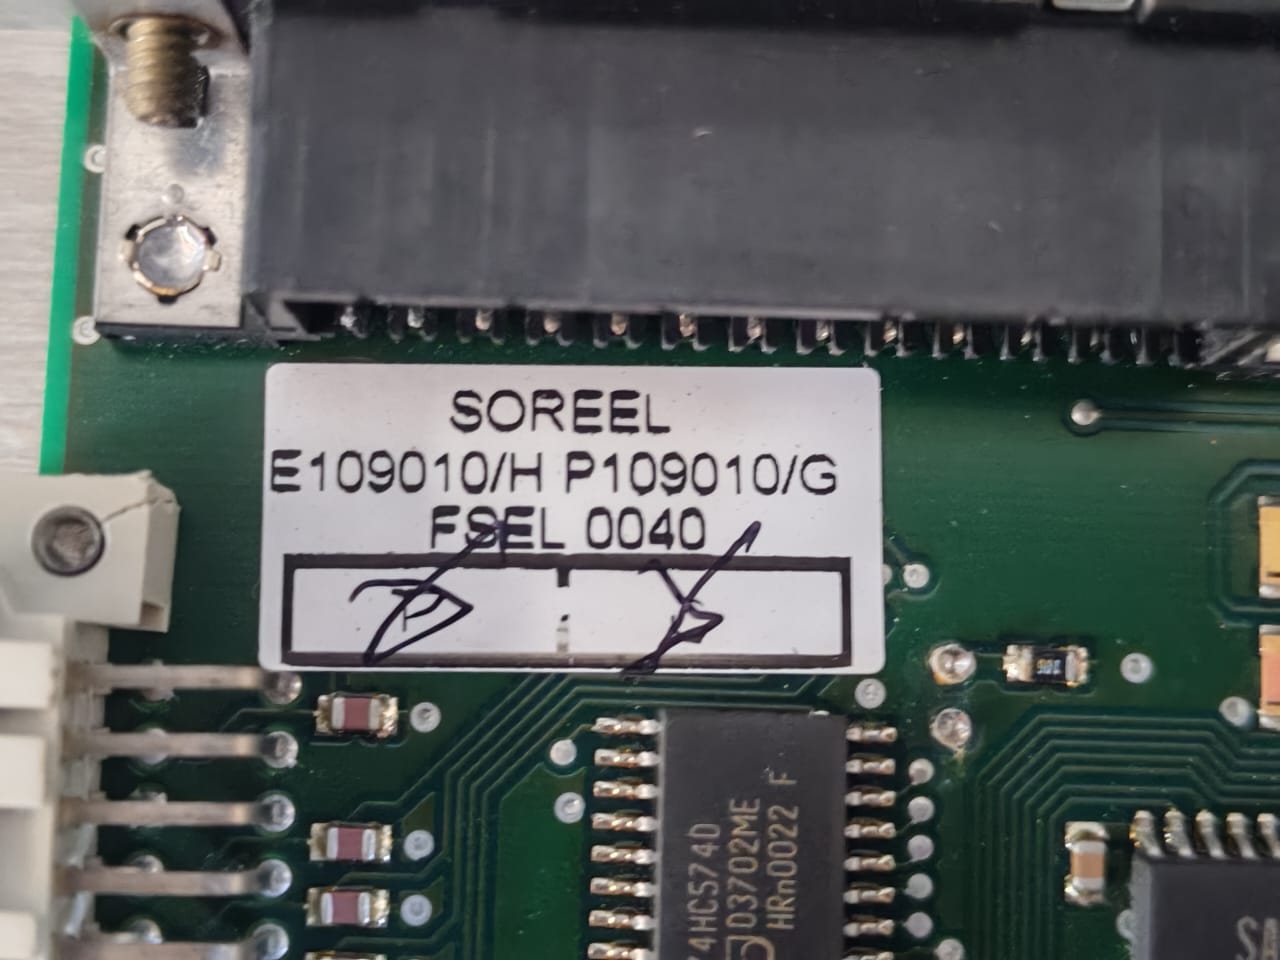 SOREEL
E109010/H P109010/G
FSEL 0040
74HC574D
D3702ME
HRn0022 F